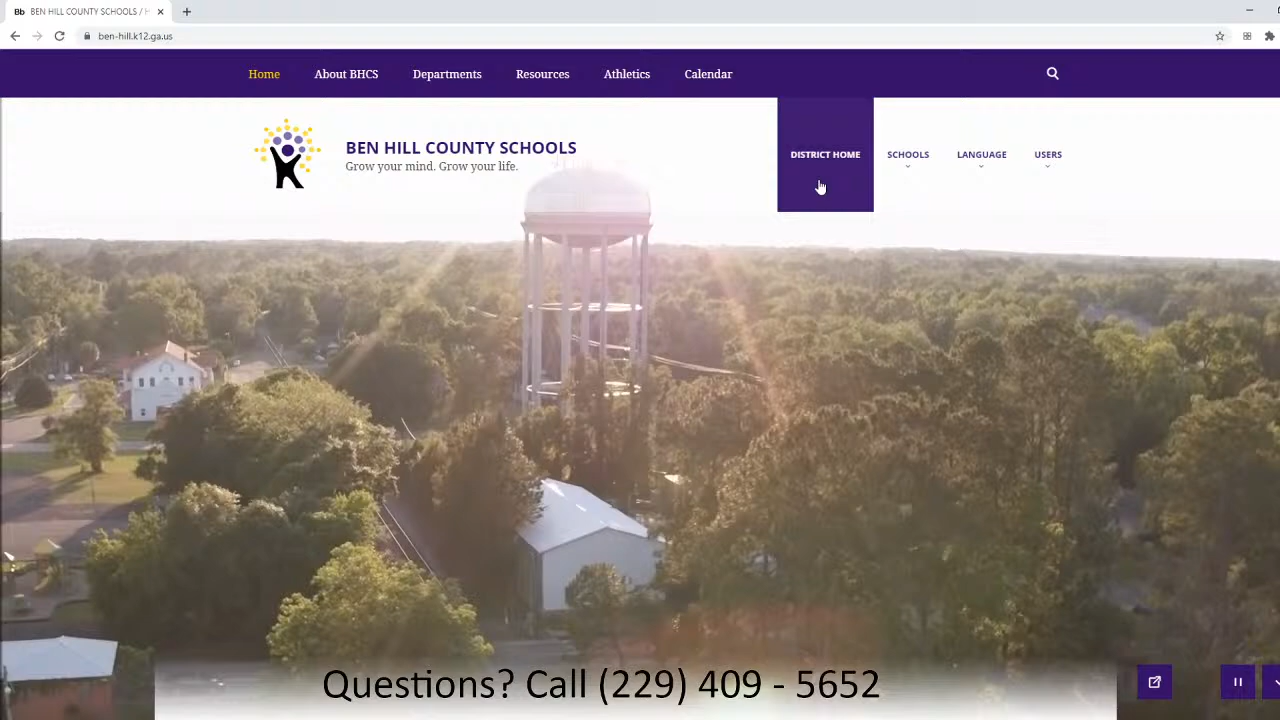 Bb BEN HILL COUNTY SCHOOLS / H
ben-hill.k12.ga.us
Home About BHCS Departments Resources Athletics Calendar
BEN HILL COUNTY SCHOOLS
Grow your mind. Grow your life.
DISTRICT HOME SCHOOLS LANGUAGE USERS
Questions? Call (229) 409 - 5652